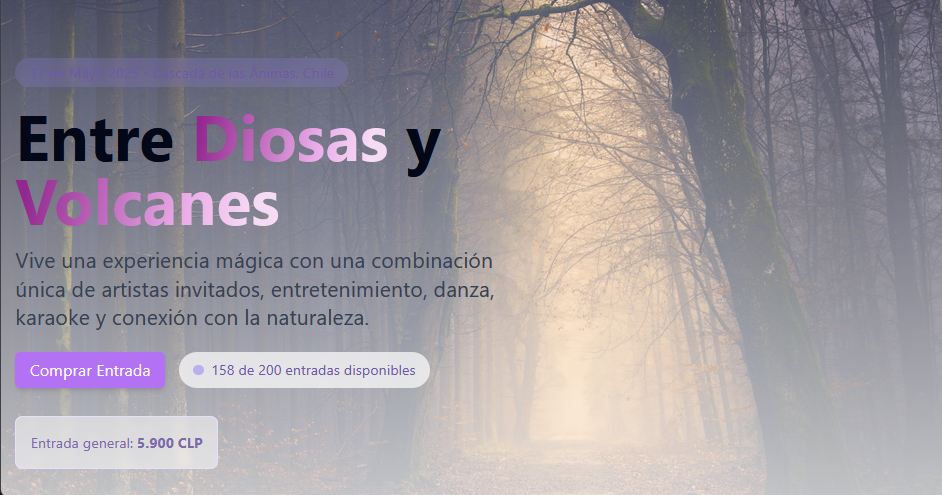 de Mayo 2025 • Cascada de las Ánimas, Chile
Entre Diosas y
Volcanes
Vive una experiencia mágica con una combinación
única de artistas invitados, entretenimiento, danza,
karaoke y conexión con la naturaleza.
Comprar Entrada
158 de 200 entradas disponibles
Entrada general: 5.900 CLP